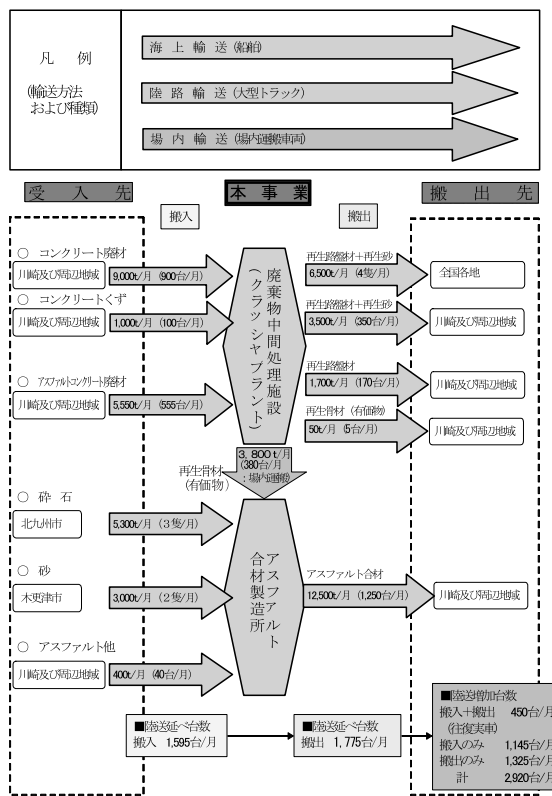 凡例
(輸送方法
および種類)
海上輸送(船舶)
陸路輸送(大型トラック)
場内輸送(場内運搬車両)
受入先
本事業
搬出先
搬入
搬出
○ コンクリート廃材
川崎及び周辺地域
9,000t/月 (900台/月)
○ コンクリートくず
川崎及び周辺地域
1,000t/月 (100台/月)
○ アスファルトコンクリート廃材
川崎及び周辺地域
5,550t/月 (555台/月)
廃棄物中間処理施設
(クラッシャプラント)
再生路盤材+再生砂
6,500t/月 (4隻/月)
全国各地
再生路盤材+再生砂
3,500t/月 (350台/月)
川崎及び周辺地域
再生路盤材
1,700t/月 (170台/月)
川崎及び周辺地域
再生骨材 (有価物)
50t/月 (5台/月)
川崎及び周辺地域
再生骨材
(有価物)
3,800t/月
(380台/月
:場内運搬)
○ 砕石
北九州市
5,300t/月 (3隻/月)
○ 砂
木更津市
3,000t/月 (2隻/月)
○ アスファルト他
川崎及び周辺地域
400t/月 (40台/月)
アスファルト
合材製造所
アスファルト合材
12,500t/月 (1,250台/月)
川崎及び周辺地域
■陸送延べ台数
搬入 1,595台/月
■陸送延べ台数
搬出 1,775台/月
■陸送増加台数
搬入+搬出 450台/月
(往復実車)
搬入のみ 1,145台/月
搬出のみ 1,325台/月
計 2,920台/月